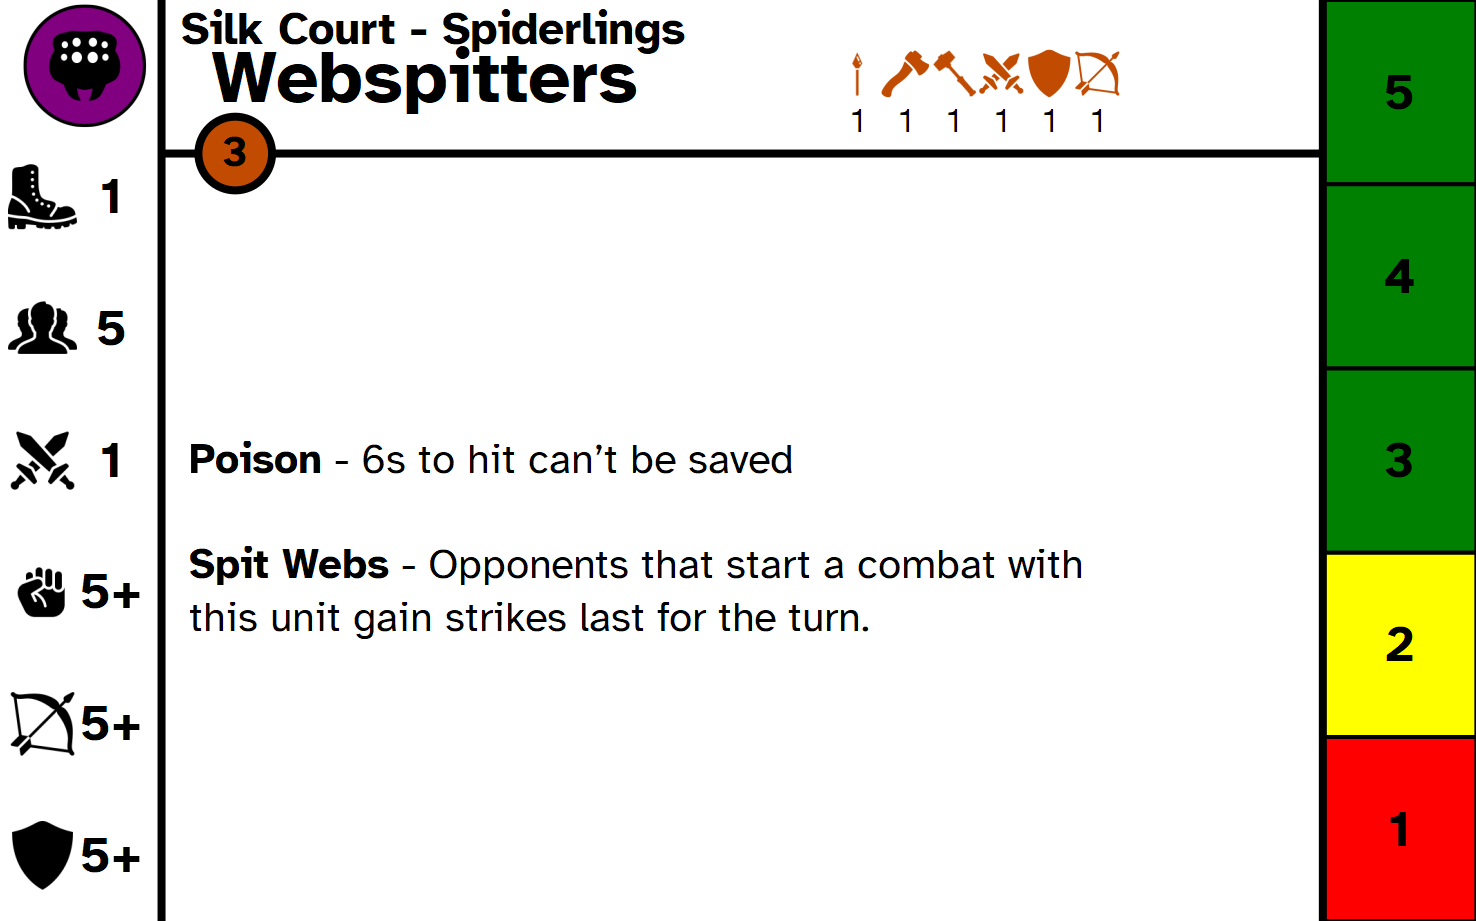 Silk Court - Spiderlings
Webspitters
1 1 1 1 1 1
3
1
5
1
5+
5+
5+
Poison - 6s to hit can’t be saved
Spit Webs - Opponents that start a combat with
this unit gain strikes last for the turn.
5
4
3
2
1